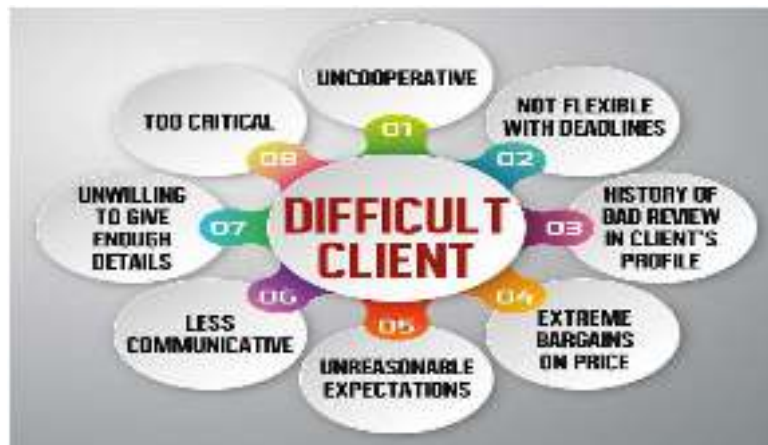 DIFFICULT
CLIENT
01
UNCOOPERATIVE
02
NOT FLEXIBLE
WITH DEADLINES
03
HISTORY OF
BAD REVIEW
IN CLIENT'S
PROFILE
04
EXTREME
BARGAINS
ON PRICE
05
UNREASONABLE
EXPECTATIONS
06
LESS
COMMUNICATIVE
07
UNWILLING
TO GIVE
ENOUGH
DETAILS
08
TOO CRITICAL